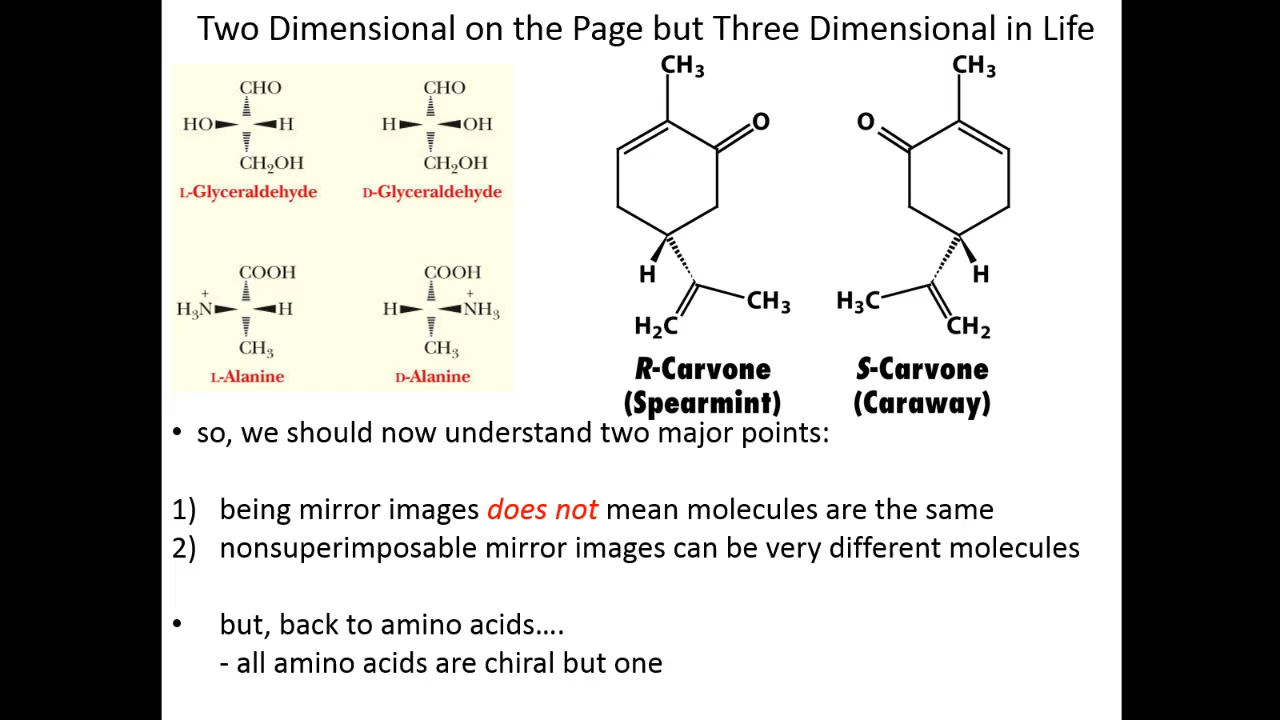 Two Dimensional on the Page but Three Dimensional in Life
CHO
HO H
CH₂OH
L-Glyceraldehyde
CHO
H OH
CH₂OH
D-Glyceraldehyde
COOH
+
H₃N H
CH₃
L-Alanine
COOH
+
H NH₃
CH₃
D-Alanine
CH₃
O
H
CH₃
H₂C
R-Carvone
(Spearmint)
CH₃
O
H
H₃C
CH₂
S-Carvone
(Caraway)
• so, we should now understand two major points:
1) being mirror images does not mean molecules are the same
2) nonsuperimposable mirror images can be very different molecules
• but, back to amino acids....
- all amino acids are chiral but one